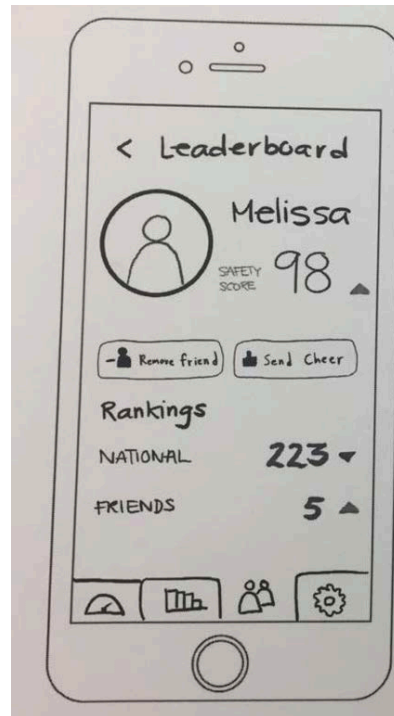 < Leaderboard
Melissa
SAFETY SCORE 98
Remove friend
Send Cheer
Rankings
NATIONAL 223
FRIENDS 5